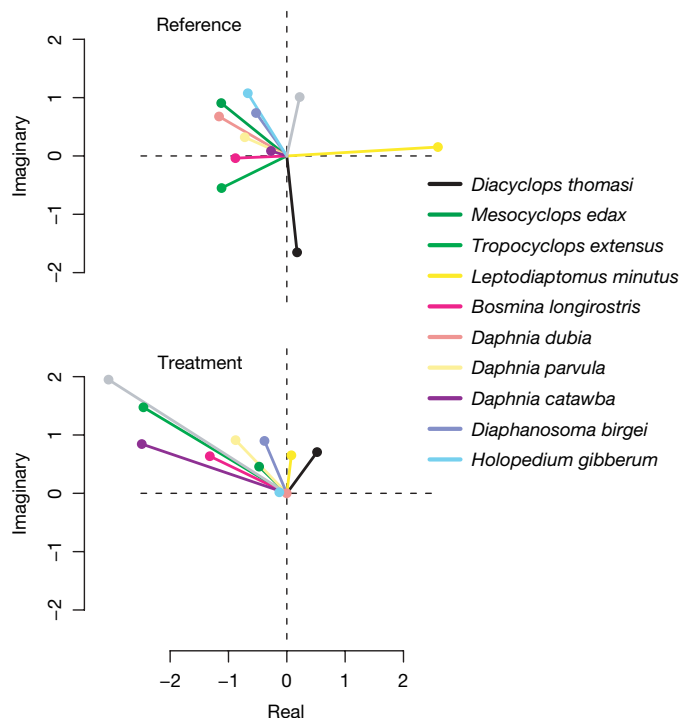 Reference
2
1
0
−1
−2
Imaginary
Diacyclops thomasi
Mesocyclops edax
Tropocyclops extensus
Leptodiaptomus minutus
Bosmina longirostris
Daphnia dubia
Daphnia parvula
Daphnia catawba
Diaphanosoma birgei
Holopedium gibberum
Treatment
2
1
0
−1
−2
Imaginary
−2 −1 0 1 2
Real